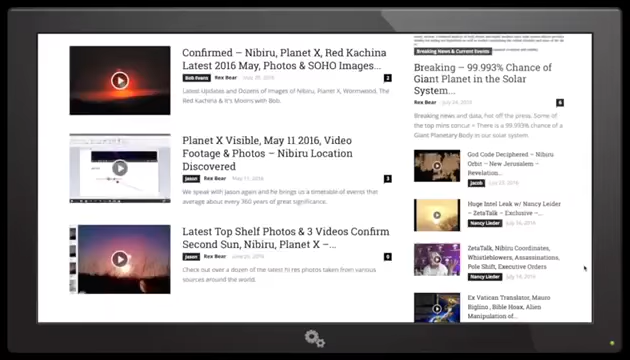 Confirmed – Nibiru, Planet X, Red Kachina
Latest 2016 May, Photos & SOHO Images...
Bob Evans Rex Bear 2
Latest Updates and Dozens of Images of Nibiru, Planet X, Wormwood, The
Red Kachina & It's Moons with Bob.
Planet X Visible, May 11 2016, Video
Footage & Photos – Nibiru Location
Discovered
Jason Rex Bear May 11, 2016 3
We speak with Jason again and he brings us a timetable of events that
average about every 360 years of great significance.
Latest Top Shelf Photos & 3 Videos Confirm
Second Sun, Nibiru, Planet X –...
Jason Rex Bear 0
Check out over a dozen of the latest hi res photos taken from various
sources around the world.
Breaking News & Current Events
Breaking – 99.993% Chance of
Giant Planet in the Solar
System...
Rex Bear 6
Breaking news and data, hot off the press. Some of
the top mins concur – There is a 99.993% chance of a
Giant Planetary Body in our solar system.
God Code Deciphered – Nibiru
Orbit – New Jerusalem –
Revelation...
Jacob
Huge Intel Leak w/ Nancy Leider
– ZetaTalk – Exclusive –...
Nancy Lieder
ZetaTalk, Nibiru Coordinates,
Whistleblowers, Assassinations,
Pole Shift, Executive Orders
Nancy Lieder
Ex Vatican Translator, Mauro
Biglino , Bible Hoax, Alien
Manipulation of...